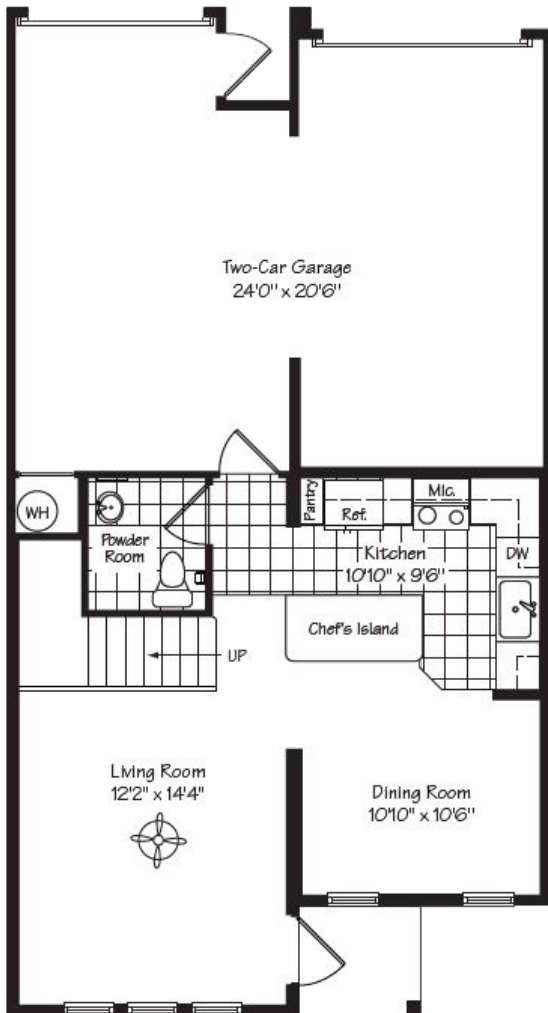 Two-Car Garage
24'0" x 20'6"
WH
Powder
Room
Pantry
Ref.
Mic.
Kitchen
10'10" x 9'6"
DW
Chef's Island
UP
Living Room
12'2" x 14'4"
Dining Room
10'10" x 10'6"